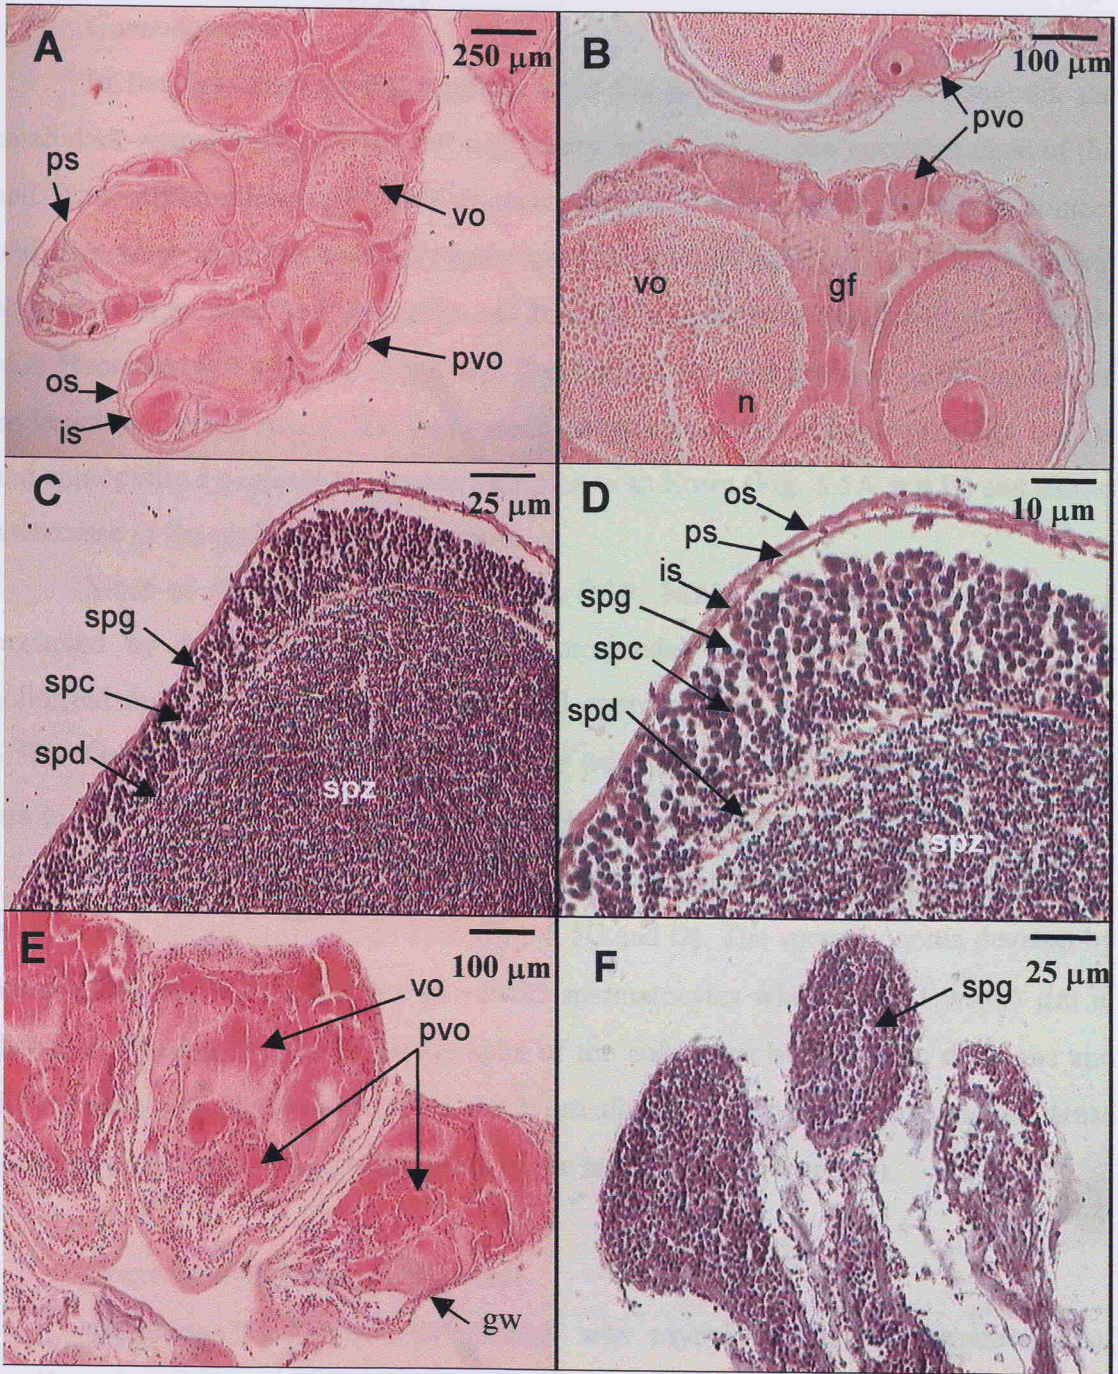 A
250 µm
ps
vo
pvo
os
is
B
100 µm
pvo
vo
gf
n
C
25 µm
spg
spc
spd
spz
D
10 µm
os
ps
is
spg
spc
spd
spz
E
100 µm
vo
pvo
gw
F
25 µm
spg